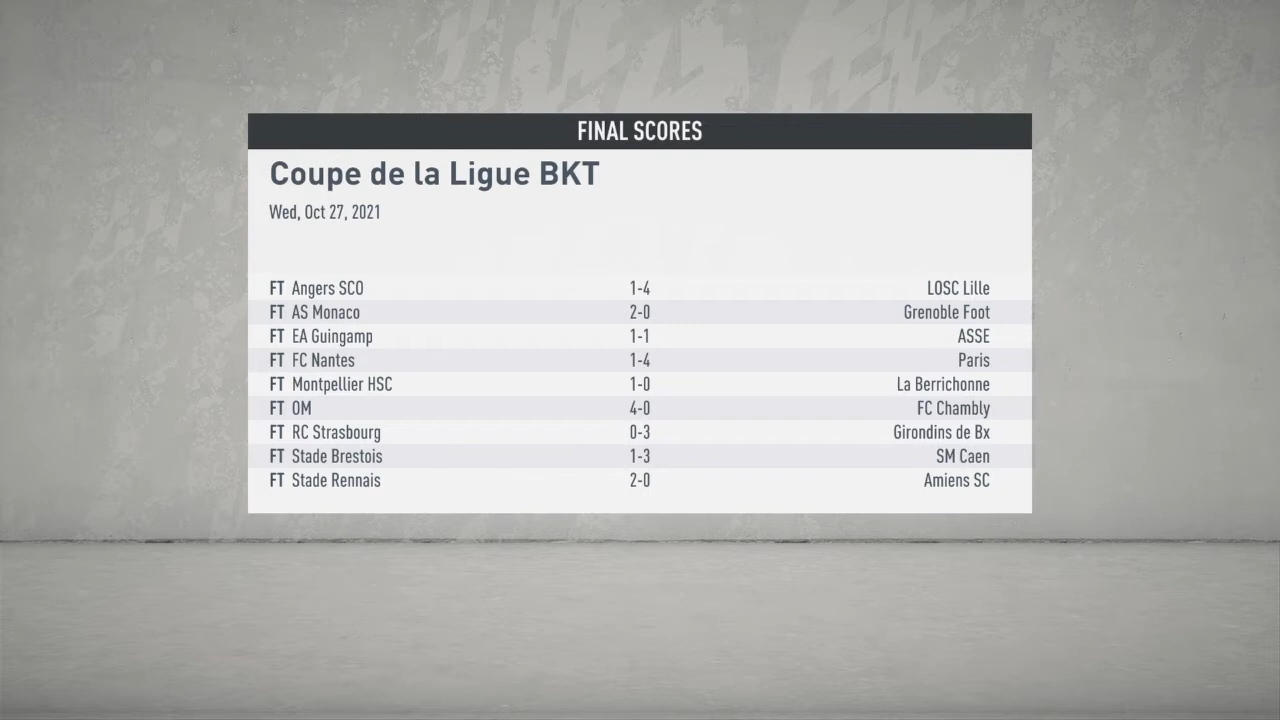 FINAL SCORES
Coupe de la Ligue BKT
Wed, Oct 27, 2021
FT Angers SCO 1-4 LOSC Lille
FT AS Monaco 2-0 Grenoble Foot
FT EA Guingamp 1-1 ASSE
FT FC Nantes 1-4 Paris
FT Montpellier HSC 1-0 La Berrichonne
FT OM 4-0 FC Chambly
FT RC Strasbourg 0-3 Girondins de Bx
FT Stade Brestois 1-3 SM Caen
FT Stade Rennais 2-0 Amiens SC